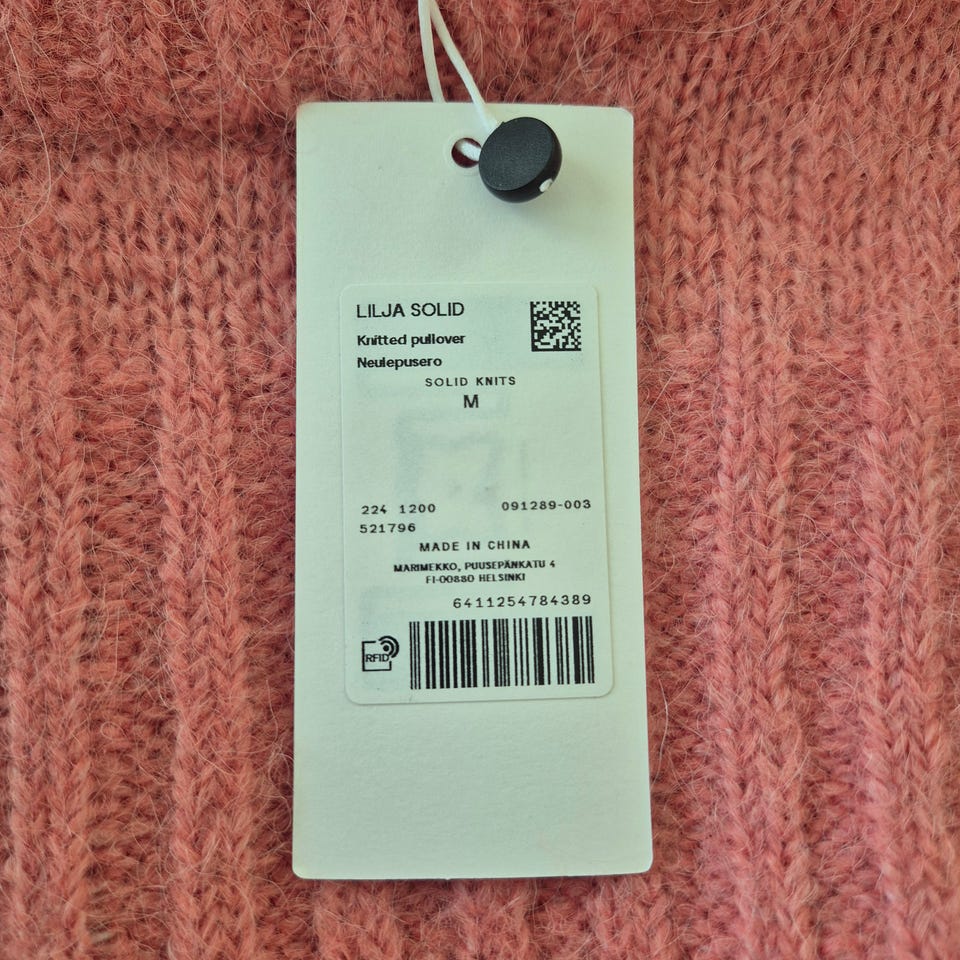 LILJA SOLID
Knitted pullover
Neulepusero
SOLID KNITS
M
224 1200 091289-003
521796
MADE IN CHINA
MARIMEKKO, PUUSEPÄNKATU 4
FI-00880 HELSINKI
6411254784389
RFID